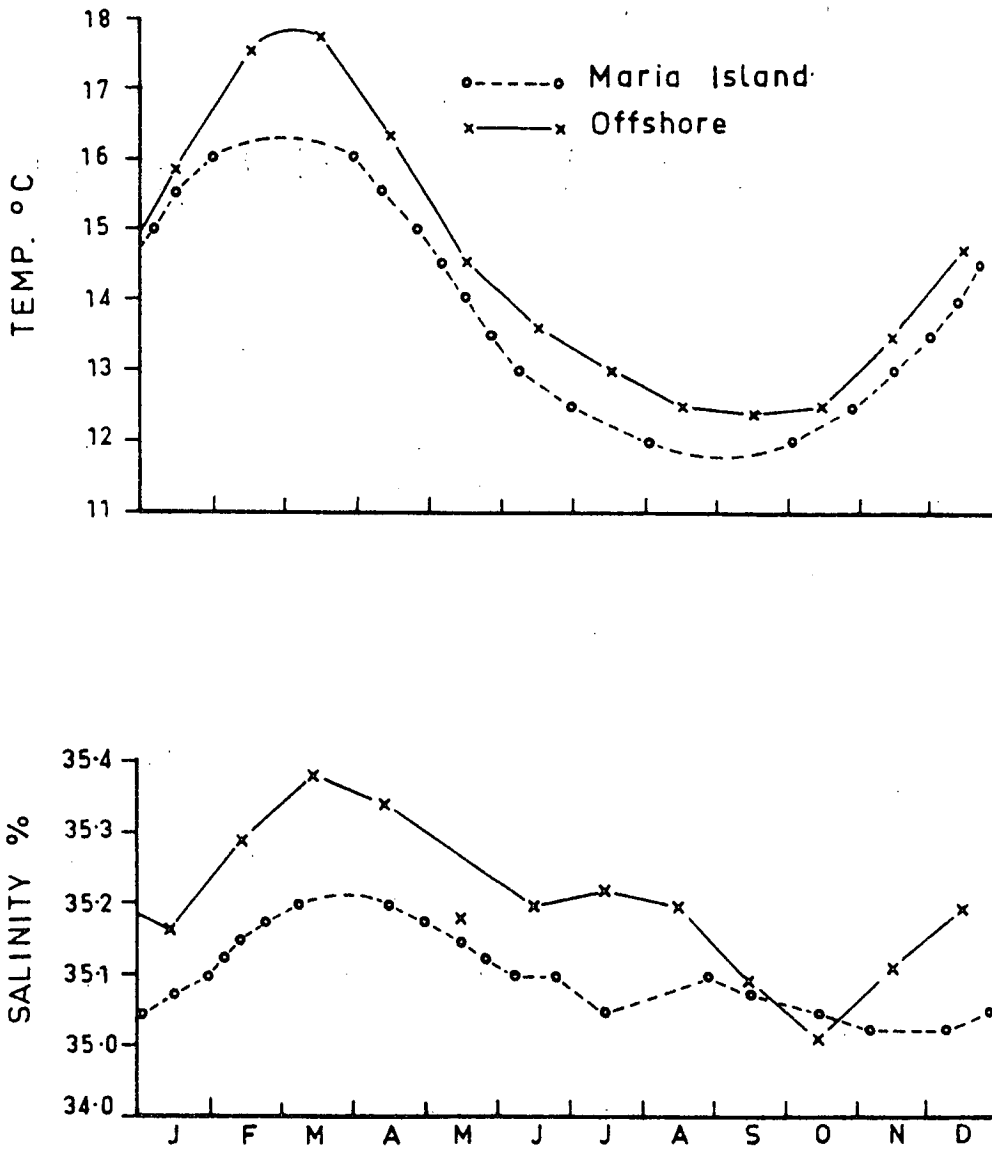 18
17
16
15
14
13
12
11
TEMP. °C
Maria Island
Offshore
35·4
35·3
35·2
35·1
35·0
34·0
SALINITY %
J F M A M J J A S O N D